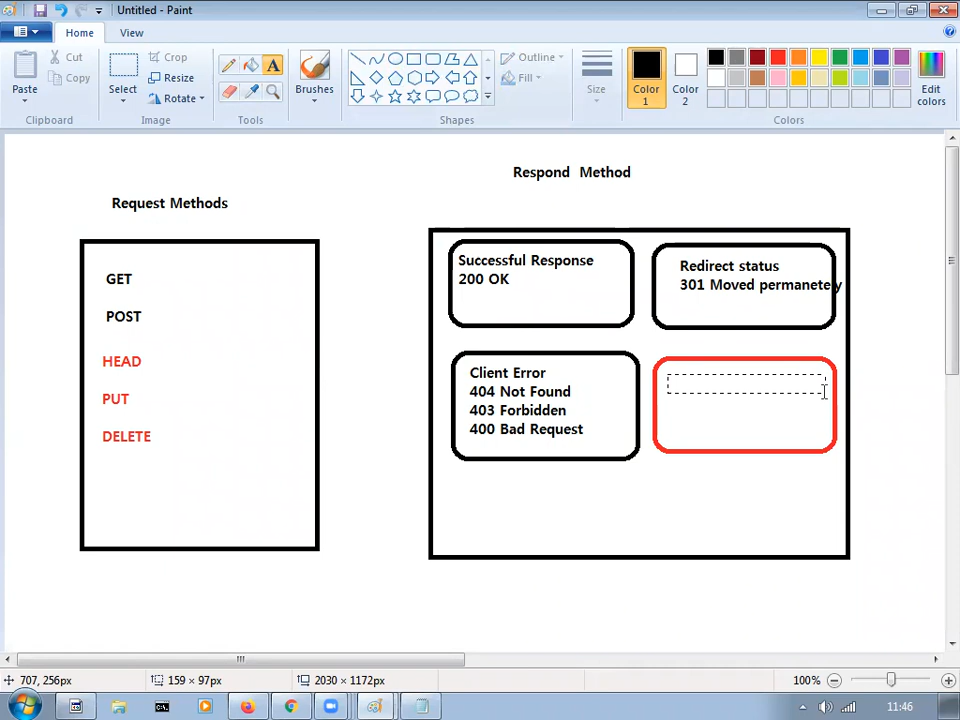 Untitled - Paint
Home
View
Paste
Cut
Copy
Clipboard
Select
Crop
Resize
Rotate
Image
Tools
Brushes
Shapes
Outline
Fill
Size
Color 1
Color 2
Edit colors
Colors
Request Methods
GET
POST
HEAD
PUT
DELETE
Respond Method
Successful Response
200 OK
Redirect status
301 Moved permanetely
Client Error
404 Not Found
403 Forbidden
400 Bad Request
707, 256px
159 × 97px
2030 × 1172px
100%
11:46